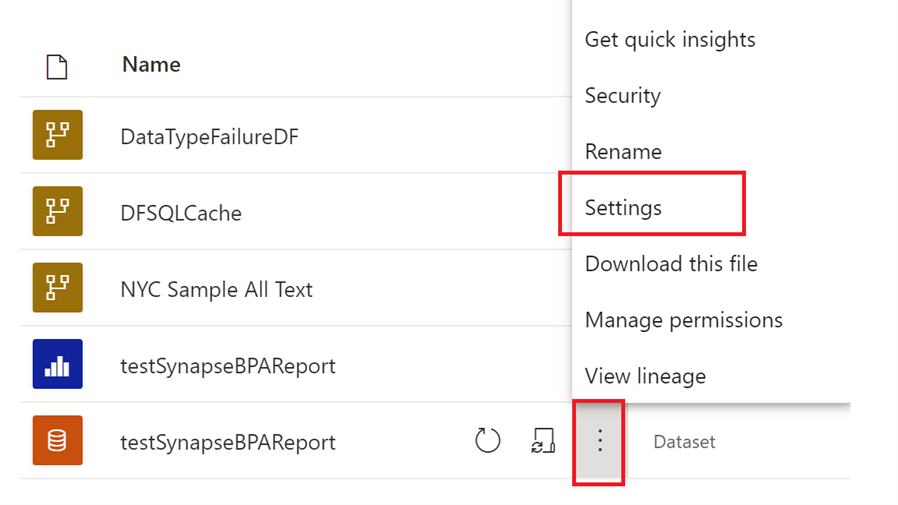 Name
DataTypeFailureDF
DFSQLCache
NYC Sample All Text
testSynapseBPAReport
testSynapseBPAReport
Dataset
Get quick insights
Security
Rename
Settings
Download this file
Manage permissions
View lineage